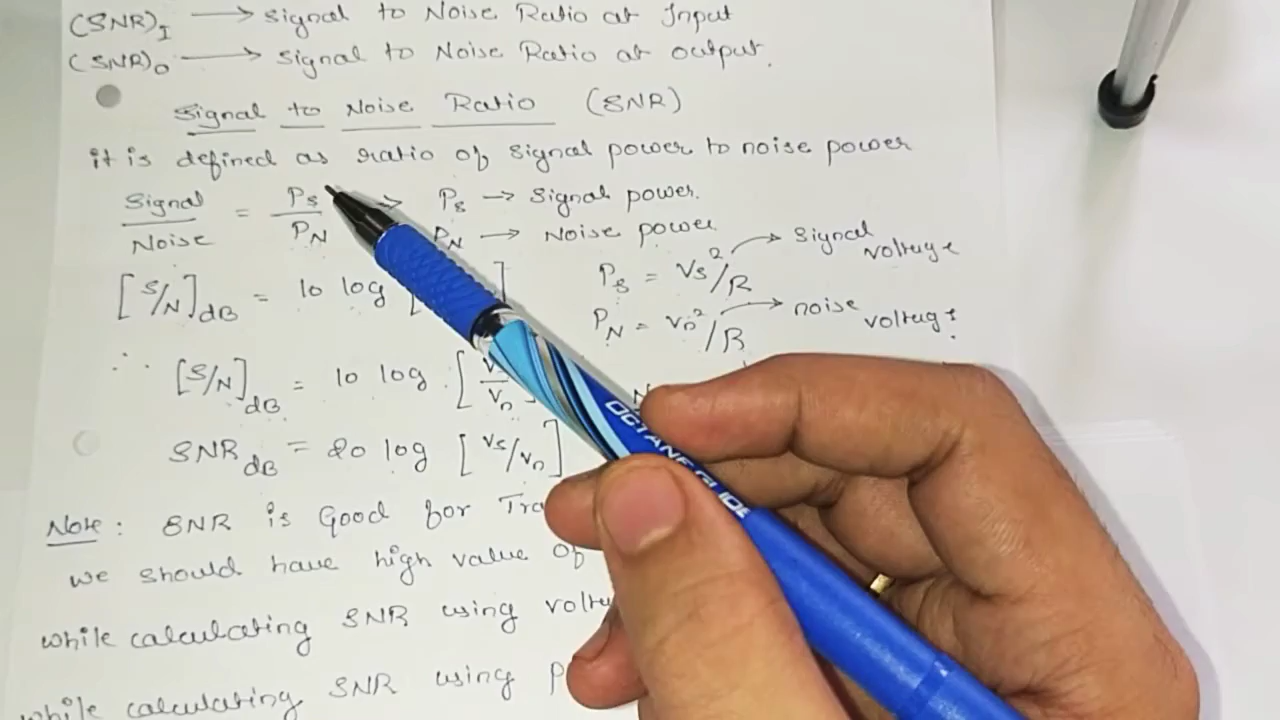 (SNR)I → Signal to Noise Ratio at Input
(SNR)O → Signal to Noise Ratio at output.
Signal to Noise Ratio (SNR)
it is defined as ratio of signal power to noise power
Signal/Noise = PS/PN → PS → Signal power.
PN → Noise power
[S/N]dB = 10 log [ ]
PS = VS²/R → Signal voltage
PN = Vn²/R → noise voltage.
∴ [S/N]dB = 10 log [V/Vn
SNRdB = 20 log [VS/Vn]
Note: SNR is Good for
we should have high value of
while calculating SNR using
while calculating SNR using
OCTANE GLIDE